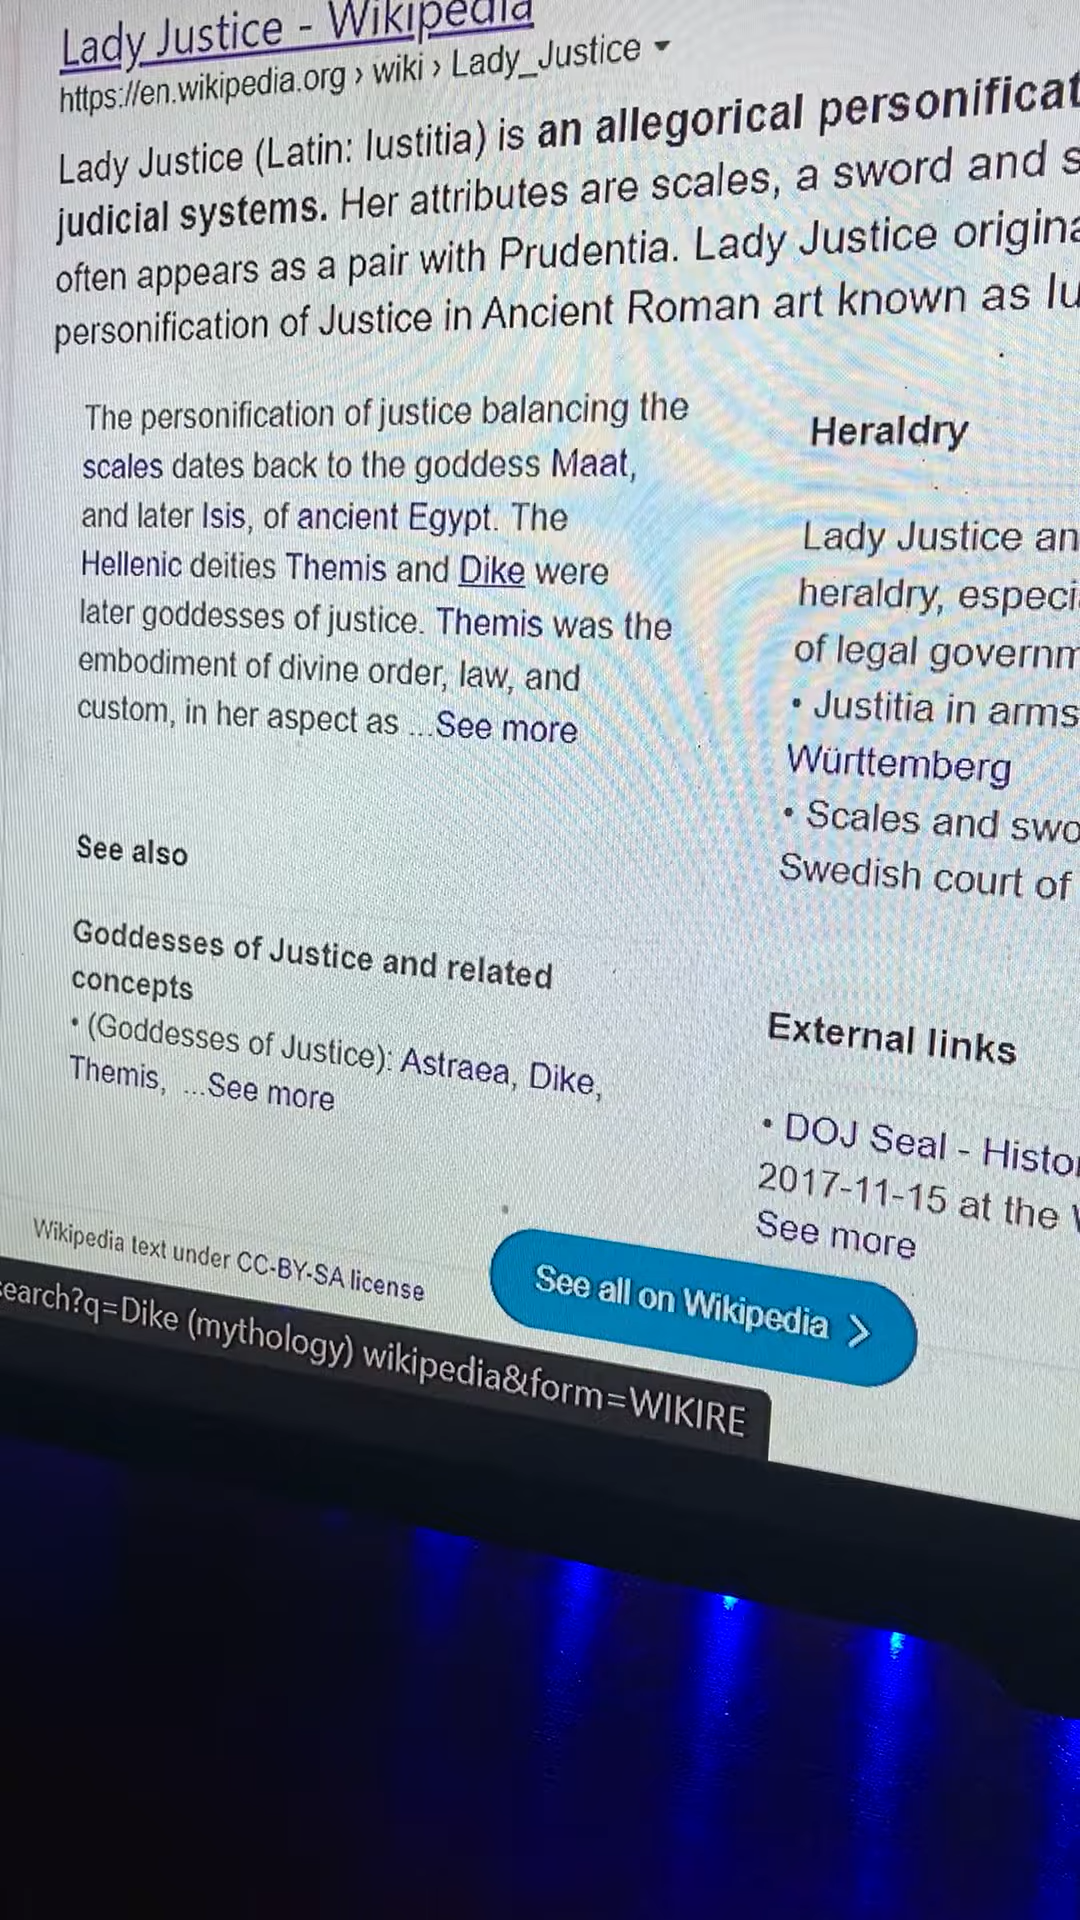 Lady Justice - Wikipedia
https://en.wikipedia.org › wiki › Lady_Justice
Lady Justice (Latin: Iustitia) is an allegorical
judicial systems. Her attributes are scales, a sword and
often appears as a pair with Prudentia. Lady Justice
personification of Justice in Ancient Roman art known as
The personification of justice balancing the
scales dates back to the goddess Maat,
and later Isis, of ancient Egypt. The
Hellenic deities Themis and Dike were
later goddesses of justice. Themis was the
embodiment of divine order, law, and
custom, in her aspect as ...See more
See also
Goddesses of Justice and related
concepts
• (Goddesses of Justice): Astraea, Dike,
Themis, ...See more
Wikipedia text under CC-BY-SA license
Heraldry
Lady Justice an
heraldry,
of legal
• Justitia in arms
Württemberg
• Scales and
Swedish court of
External links
• DOJ Seal -
2017-11-15 at the
See more
See all on Wikipedia >
earch?q=Dike (mythology) wikipedia&form=WIKIRE